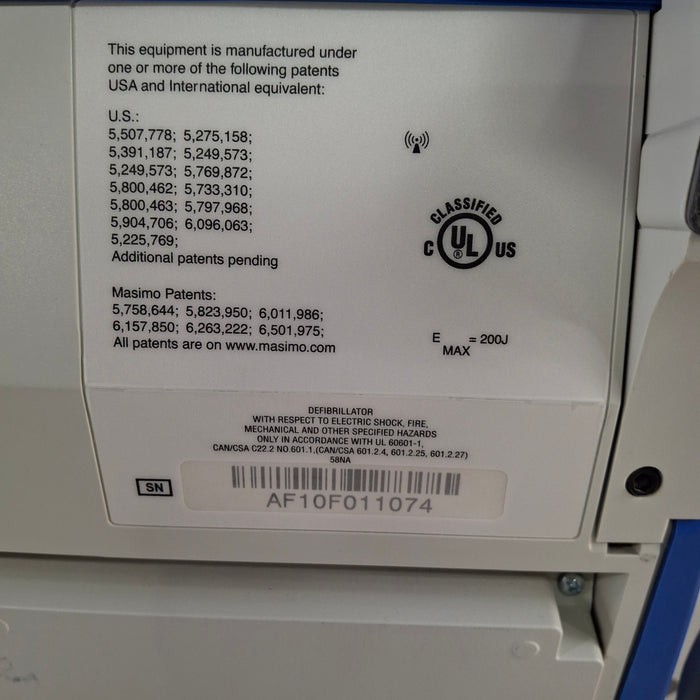 This equipment is manufactured under
one or more of the following patents
USA and International equivalent:
U.S.:
5,507,778; 5,275,158;
5,391,187; 5,249,573;
5,249,573; 5,769,872;
5,800,462; 5,733,310;
5,800,463; 5,797,968;
5,904,706; 6,096,063;
5,225,769;
Additional patents pending
Masimo Patents:
5,758,644; 5,823,950; 6,011,986;
6,157,850; 6,263,222; 6,501,975;
All patents are on www.masimo.com
CLASSIFIED
C UL US
®
E MAX = 200J
DEFIBRILLATOR
WITH RESPECT TO ELECTRIC SHOCK, FIRE,
MECHANICAL AND OTHER SPECIFIED HAZARDS
ONLY IN ACCORDANCE WITH UL 60601-1,
CAN/CSA C22.2 NO.601.1,(CAN/CSA 601.2.4, 601.2.25, 601.2.27)
58NA
SN
AF10F011074